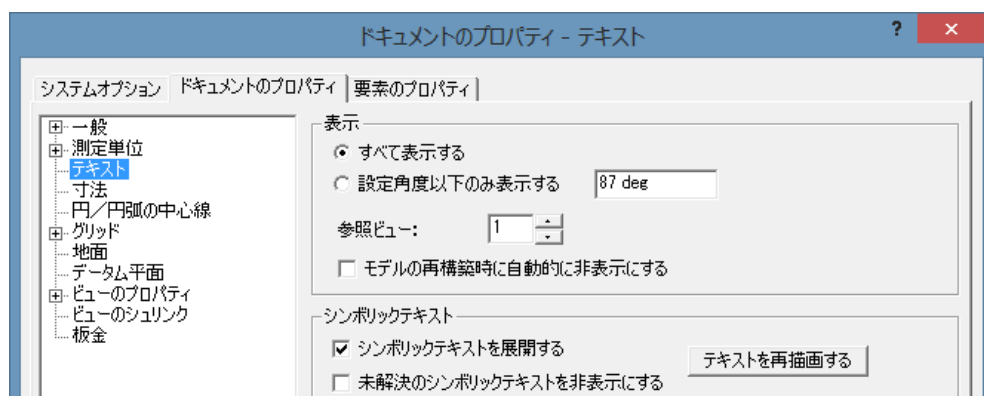 ドキュメントのプロパティ - テキスト ? ×
システムオプション ドキュメントのプロパティ 要素のプロパティ
一般
測定単位
テキスト
寸法
円／円弧の中心線
グリッド
地面
データム平面
ビューのプロパティ
ビューのシュリンク
板金
表示
すべて表示する
設定角度以下のみ表示する 87 deg
参照ビュー: 1
モデルの再構築時に自動的に非表示にする
シンボリックテキスト
シンボリックテキストを展開する
テキストを再描画する
未解決のシンボリックテキストを非表示にする